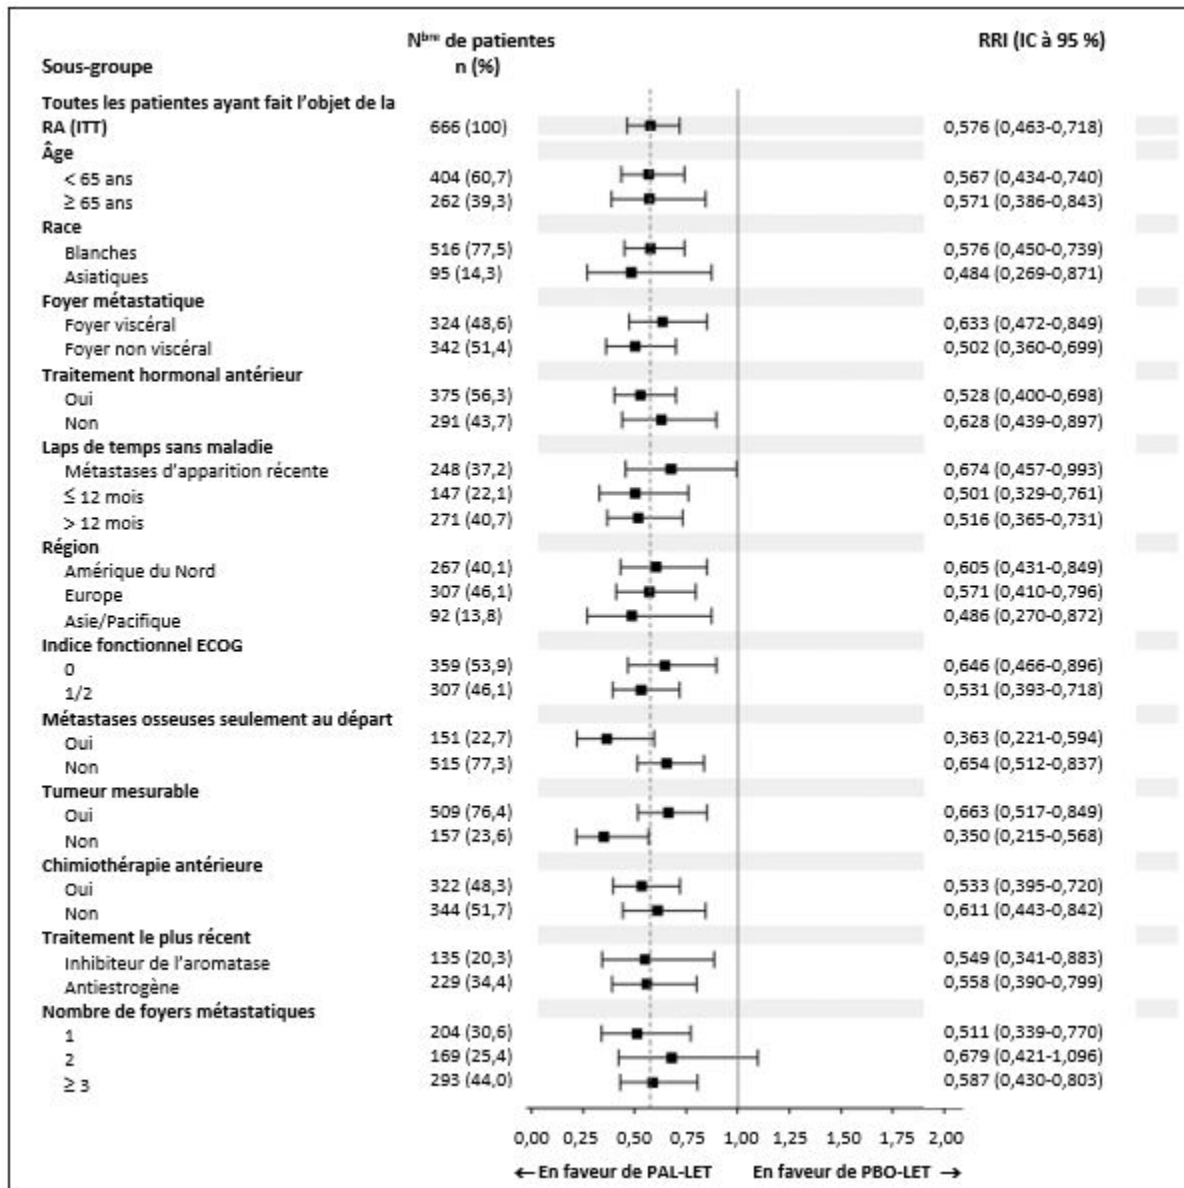 Sous-groupe Nbre de patientes n (%) RRI (IC à 95 %)
Toutes les patientes ayant fait l'objet de la
RA (ITT) 666 (100) 0,576 (0,463-0,718)
Âge
< 65 ans 404 (60,7) 0,567 (0,434-0,740)
≥ 65 ans 262 (39,3) 0,571 (0,386-0,843)
Race
Blanches 516 (77,5) 0,576 (0,450-0,739)
Asiatiques 95 (14,3) 0,484 (0,269-0,871)
Foyer métastatique
Foyer viscéral 324 (48,6) 0,633 (0,472-0,849)
Foyer non viscéral 342 (51,4) 0,502 (0,360-0,699)
Traitement hormonal antérieur
Oui 375 (56,3) 0,528 (0,400-0,698)
Non 291 (43,7) 0,628 (0,439-0,897)
Laps de temps sans maladie
Métastases d'apparition récente 248 (37,2) 0,674 (0,457-0,993)
≤ 12 mois 147 (22,1) 0,501 (0,329-0,761)
> 12 mois 271 (40,7) 0,516 (0,365-0,731)
Région
Amérique du Nord 267 (40,1) 0,605 (0,431-0,849)
Europe 307 (46,1) 0,571 (0,410-0,796)
Asie/Pacifique 92 (13,8) 0,486 (0,270-0,872)
Indice fonctionnel ECOG
0 359 (53,9) 0,646 (0,466-0,896)
1/2 307 (46,1) 0,531 (0,393-0,718)
Métastases osseuses seulement au départ
Oui 151 (22,7) 0,363 (0,221-0,594)
Non 515 (77,3) 0,654 (0,512-0,837)
Tumeur mesurable
Oui 509 (76,4) 0,663 (0,517-0,849)
Non 157 (23,6) 0,350 (0,215-0,568)
Chimiothérapie antérieure
Oui 322 (48,3) 0,533 (0,395-0,720)
Non 344 (51,7) 0,611 (0,443-0,842)
Traitement le plus récent
Inhibiteur de l'aromatase 135 (20,3) 0,549 (0,341-0,883)
Antiestrogène 229 (34,4) 0,558 (0,390-0,799)
Nombre de foyers métastatiques
1 204 (30,6) 0,511 (0,339-0,770)
2 169 (25,4) 0,679 (0,421-1,096)
≥ 3 293 (44,0) 0,587 (0,430-0,803)
0,00 0,25 0,50 0,75 1,00 1,25 1,50 1,75 2,00
← En faveur de PAL-LET En faveur de PBO-LET →